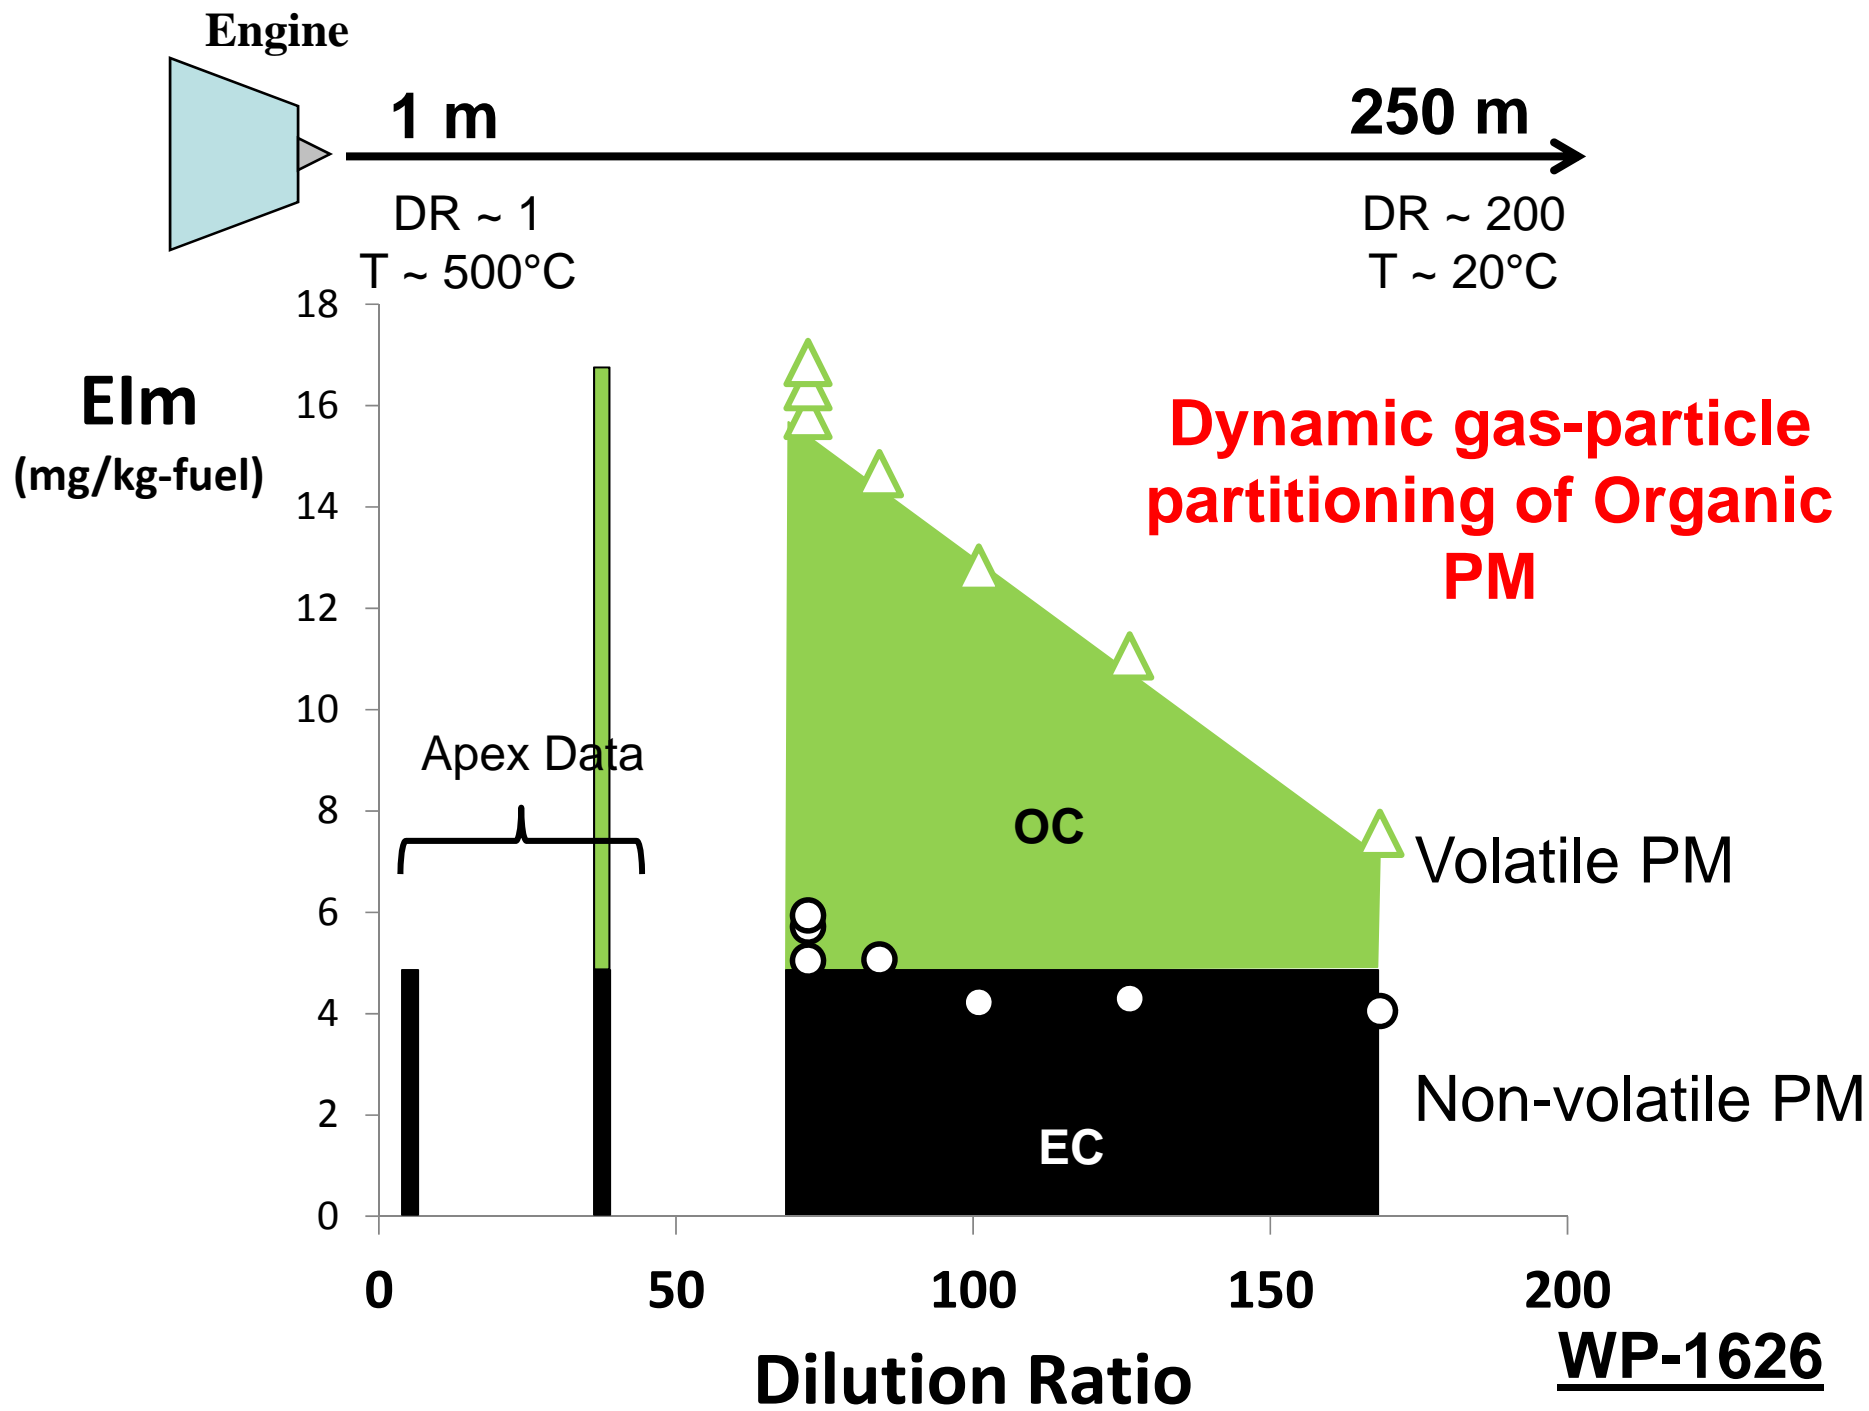 Engine
1 m
250 m
DR ~ 1
T ~ 500°C
DR ~ 200
T ~ 20°C
EIm
(mg/kg-fuel)
18
16
14
12
10
8
6
4
2
0
Dynamic gas-particle
partitioning of Organic
PM
Apex Data
OC
Volatile PM
EC
Non-volatile PM
0
50
100
150
200
Dilution Ratio
WP-1626